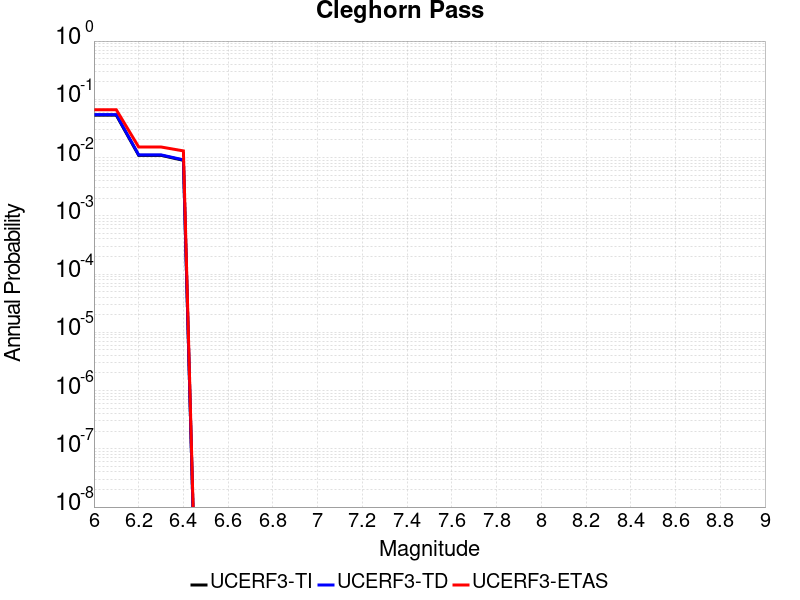 Cleghorn Pass
10^0
10^-1
10^-2
10^-3
10^-4
10^-5
10^-6
10^-7
10^-8
Annual Probability
6 6.2 6.4 6.6 6.8 7 7.2 7.4 7.6 7.8 8 8.2 8.4 8.6 8.8 9
Magnitude
UCERF3-TI UCERF3-TD UCERF3-ETAS